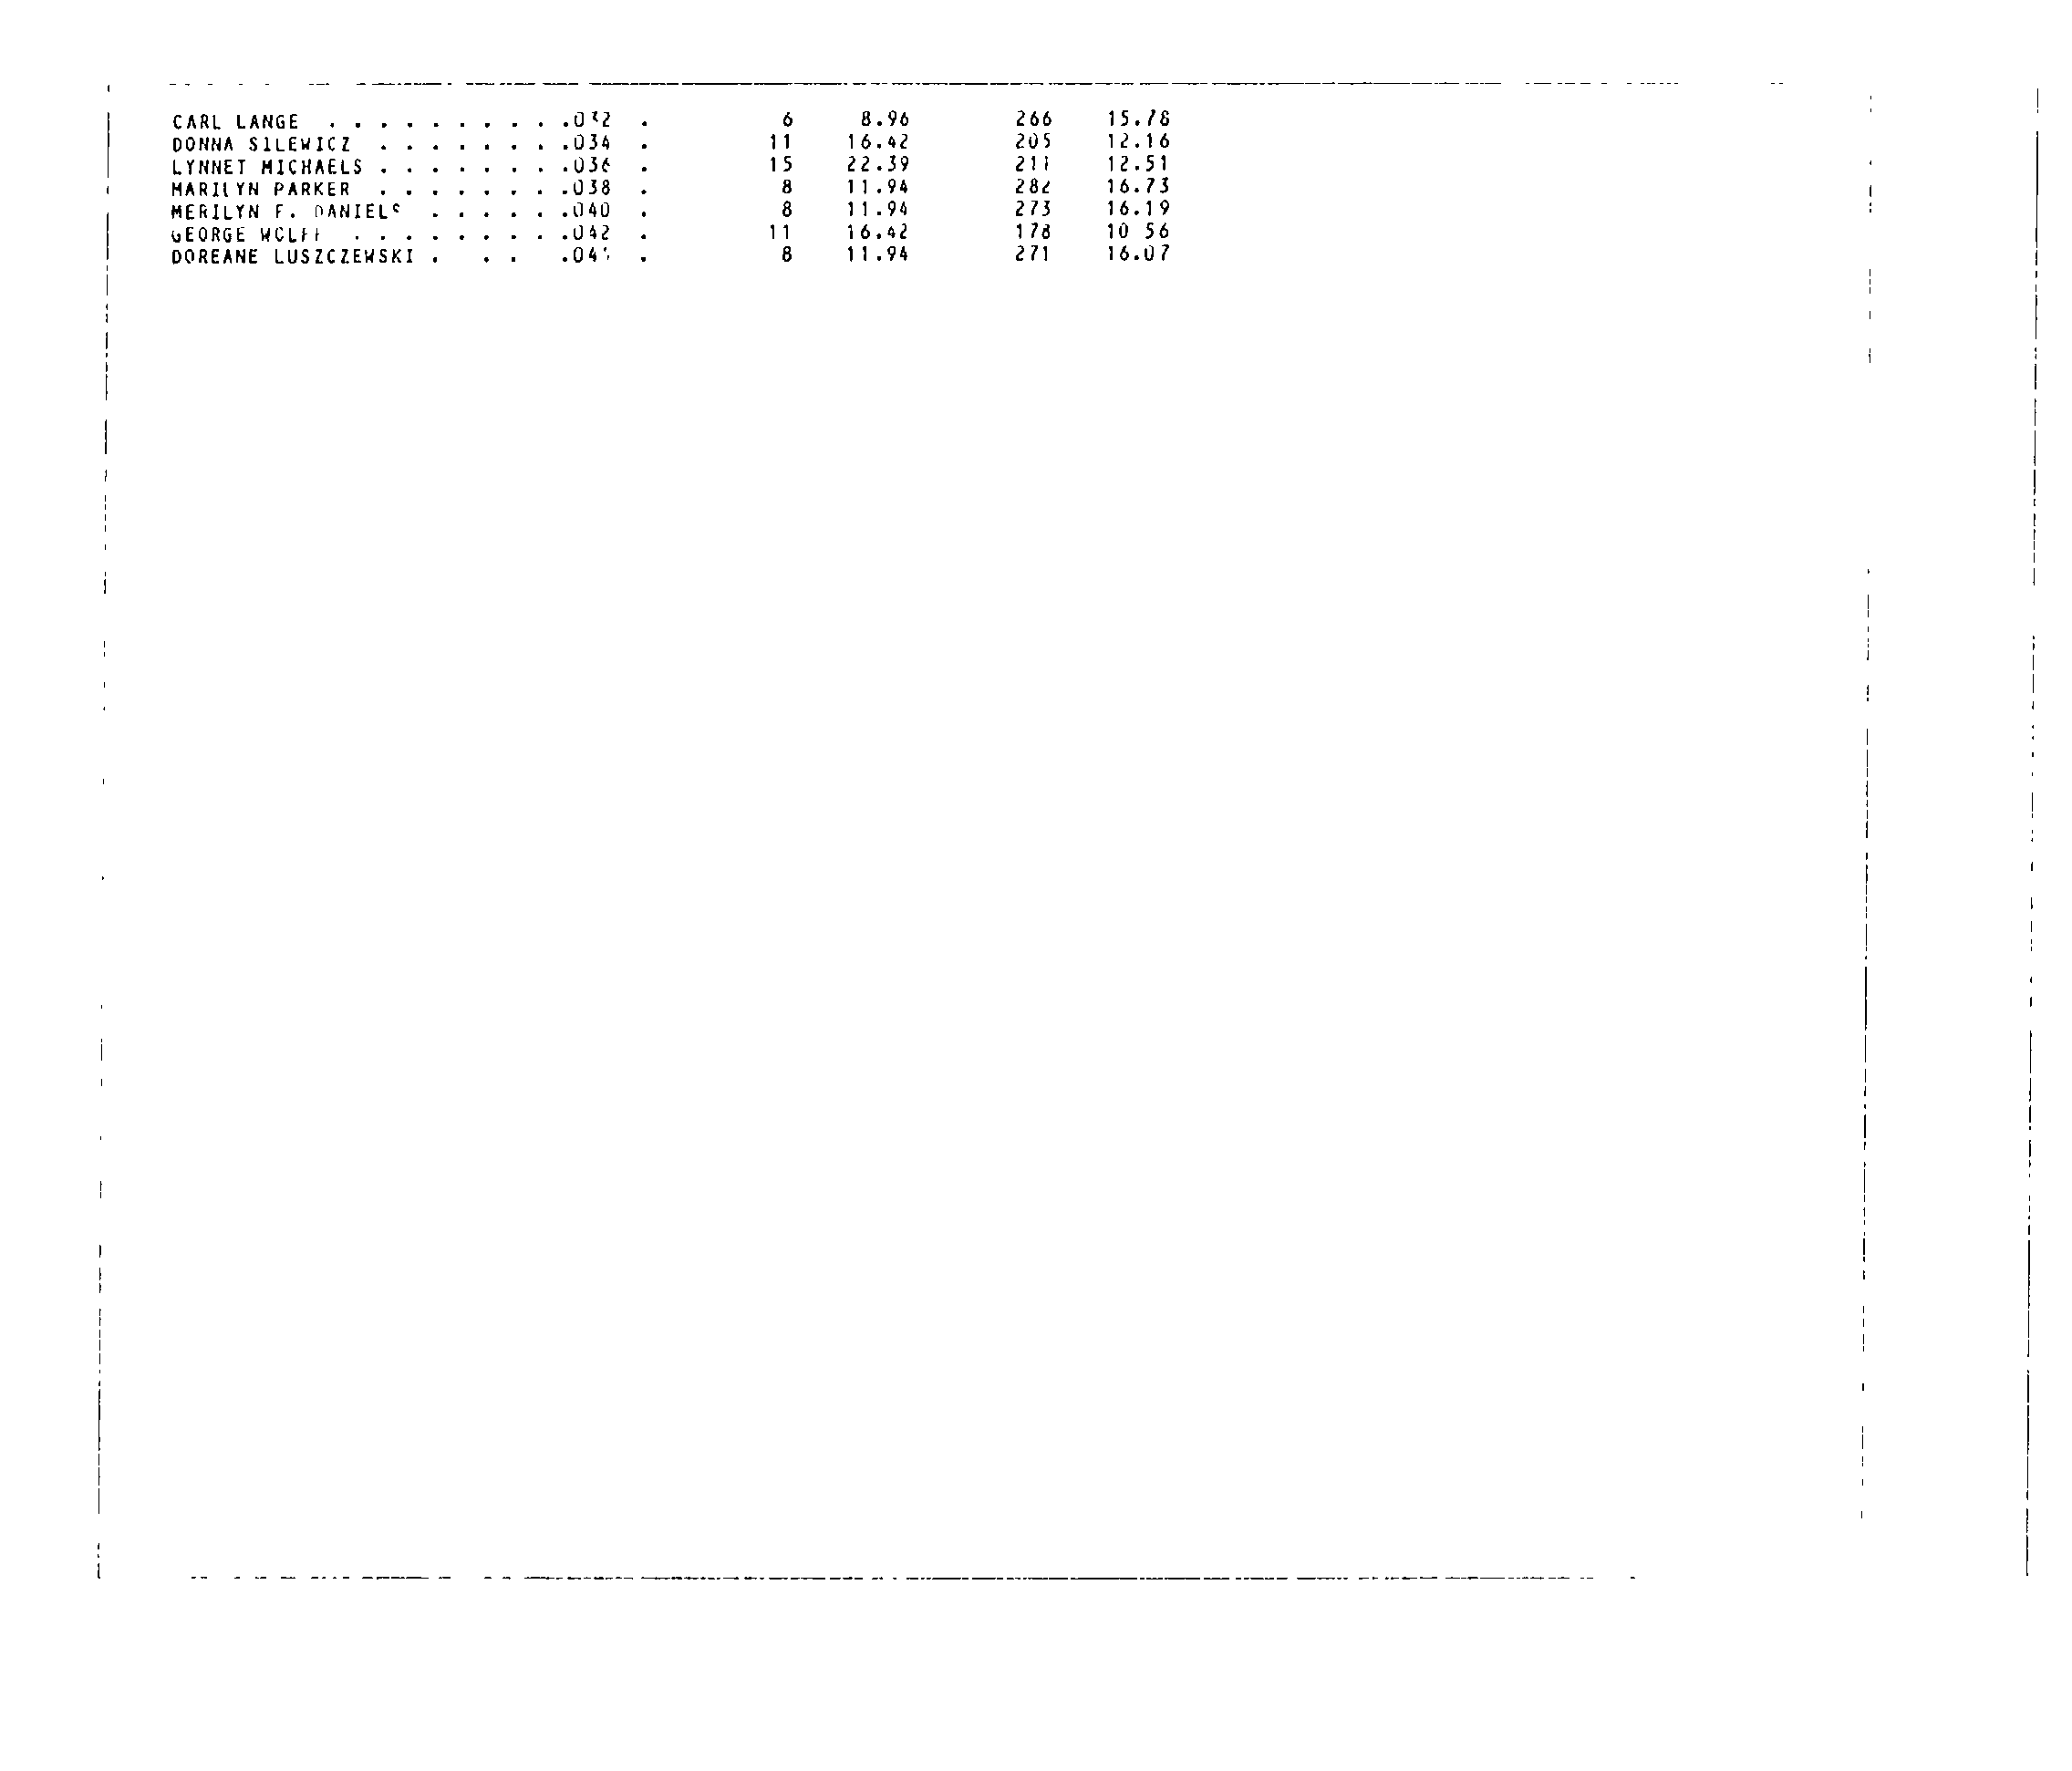 CARL LANGE . . . . . . . . . .032 . 6 8.96 266 15.78
DONNA SILEWICZ . . . . . . . .034 . 11 16.42 205 12.16
LYNNET MICHAELS . . . . . . . .036 . 15 22.39 211 12.51
MARILYN PARKER . . . . . . . .038 . 8 11.94 282 16.73
MERILYN F. DANIELS . . . . . .040 . 8 11.94 273 16.19
GEORGE WOLFF . . . . . . . . .042 . 11 16.42 178 10 56
DOREANE LUSZCZEWSKI . . . . 8 11.94 271 16.07